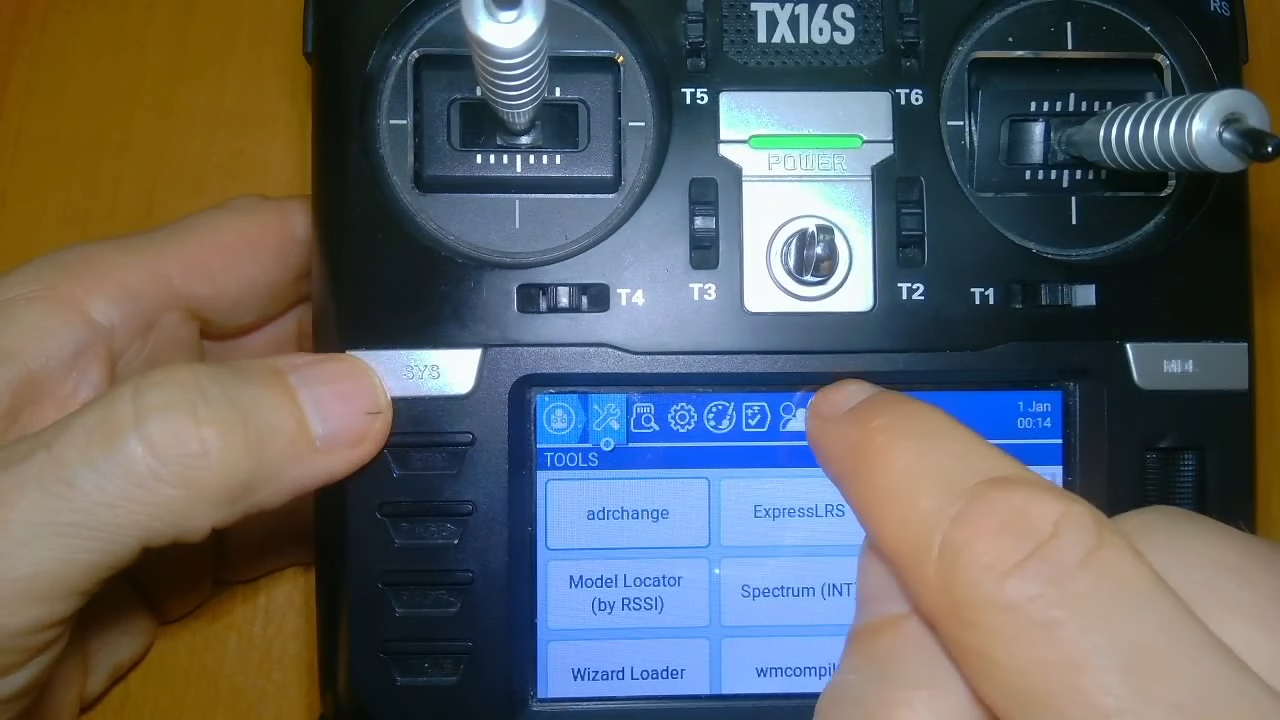 RS
TX16S
T5
T6
POWER
T4
T3
T2
T1
SYS
1 Jan
00:14
TOOLS
adrchange
ExpressLRS
Model Locator
(by RSSI)
Spectrum (INT
Wizard Loader
wmcompil